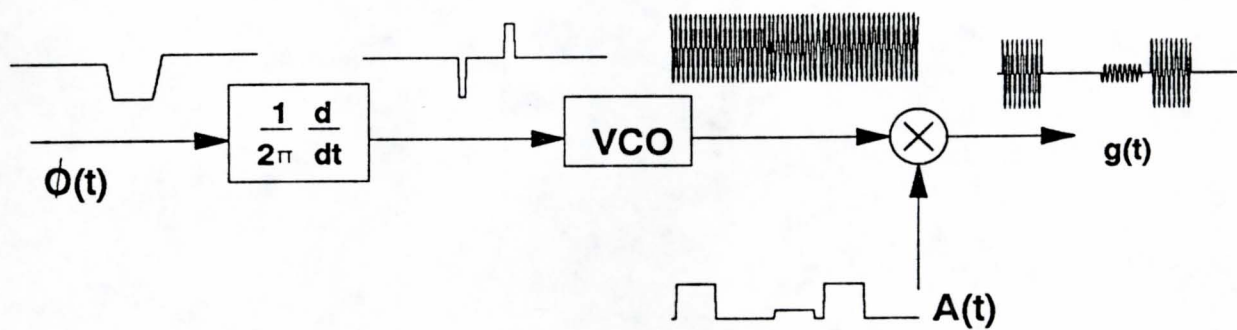 ϕ(t)
1 d
2π dt
VCO
×
g(t)
A(t)